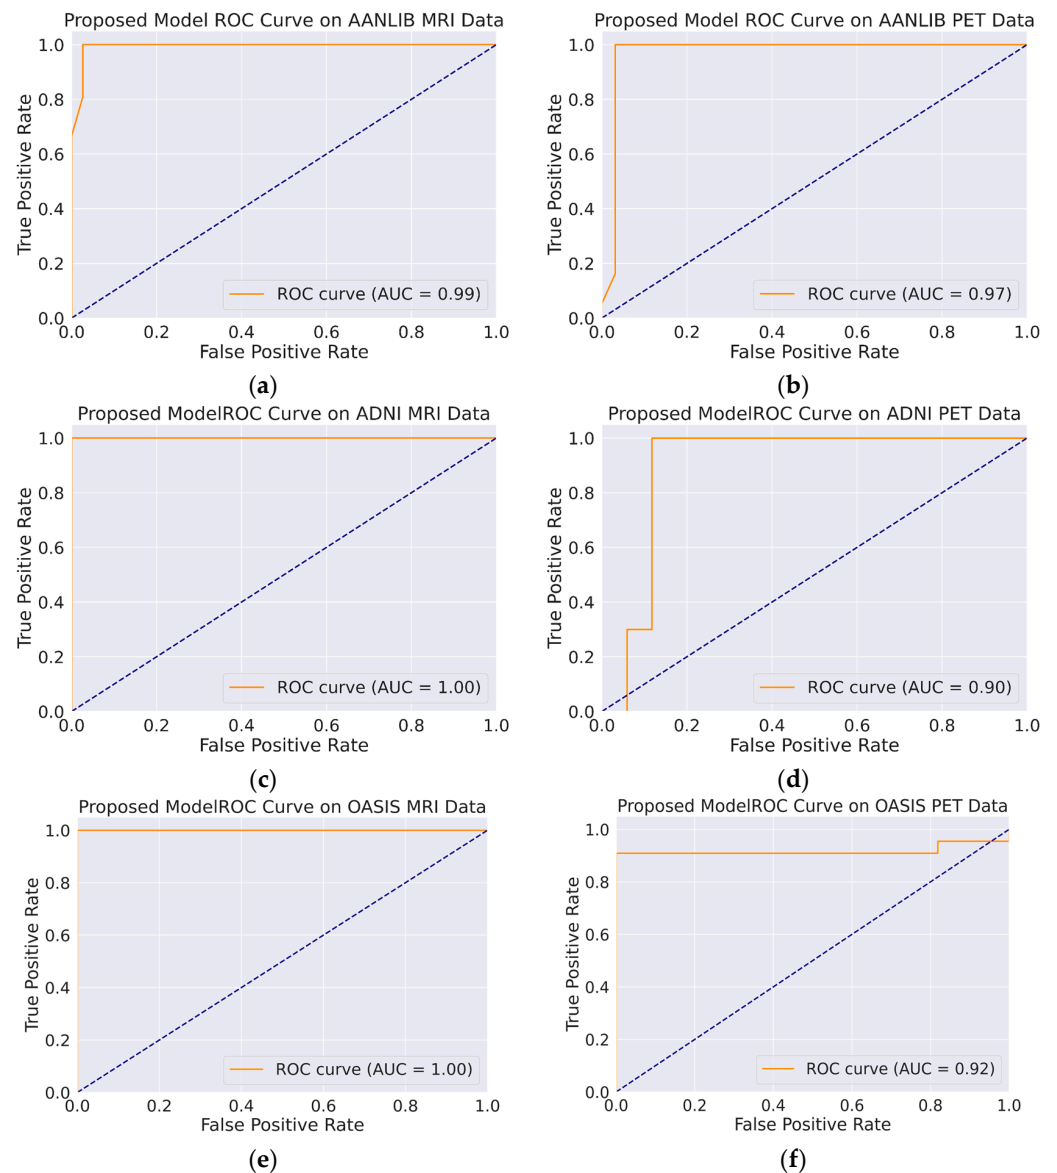 Proposed Model ROC Curve on AANLIB MRI Data
True Positive Rate
1.0
0.8
0.6
0.4
0.2
0.0
ROC curve (AUC = 0.99)
0.0 0.2 0.4 0.6 0.8 1.0
False Positive Rate
(a)
Proposed Model ROC Curve on AANLIB PET Data
True Positive Rate
1.0
0.8
0.6
0.4
0.2
0.0
ROC curve (AUC = 0.97)
0.0 0.2 0.4 0.6 0.8 1.0
False Positive Rate
(b)
Proposed ModelROC Curve on ADNI MRI Data
True Positive Rate
1.0
0.8
0.6
0.4
0.2
0.0
ROC curve (AUC = 1.00)
0.0 0.2 0.4 0.6 0.8 1.0
False Positive Rate
(c)
Proposed ModelROC Curve on ADNI PET Data
True Positive Rate
1.0
0.8
0.6
0.4
0.2
0.0
ROC curve (AUC = 0.90)
0.0 0.2 0.4 0.6 0.8 1.0
False Positive Rate
(d)
Proposed ModelROC Curve on OASIS MRI Data
True Positive Rate
1.0
0.8
0.6
0.4
0.2
0.0
ROC curve (AUC = 1.00)
0.0 0.2 0.4 0.6 0.8 1.0
False Positive Rate
(e)
Proposed ModelROC Curve on OASIS PET Data
True Positive Rate
1.0
0.8
0.6
0.4
0.2
0.0
ROC curve (AUC = 0.92)
0.0 0.2 0.4 0.6 0.8 1.0
False Positive Rate
(f)